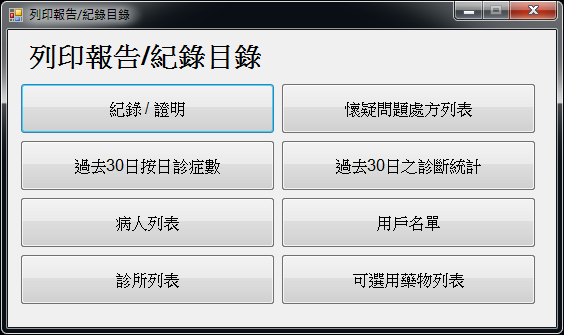 列印報告/紀錄目錄
列印報告/紀錄目錄
紀錄 / 證明
懷疑問題處方列表
過去30日按日診症數
過去30日之診斷統計
病人列表
用戶名單
診所列表
可選用藥物列表